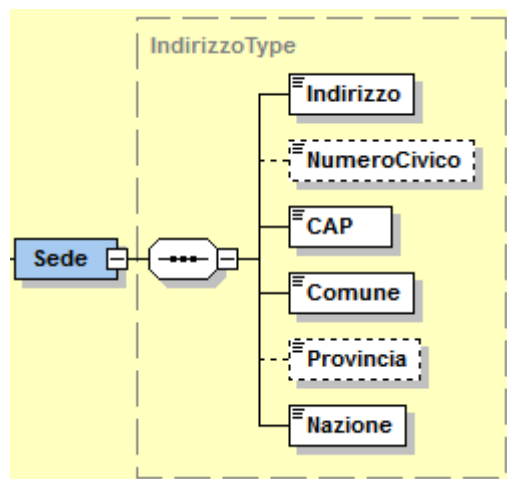 IndirizzoType
Indirizzo
NumeroCivico
CAP
Sede
Comune
Provincia
Nazione